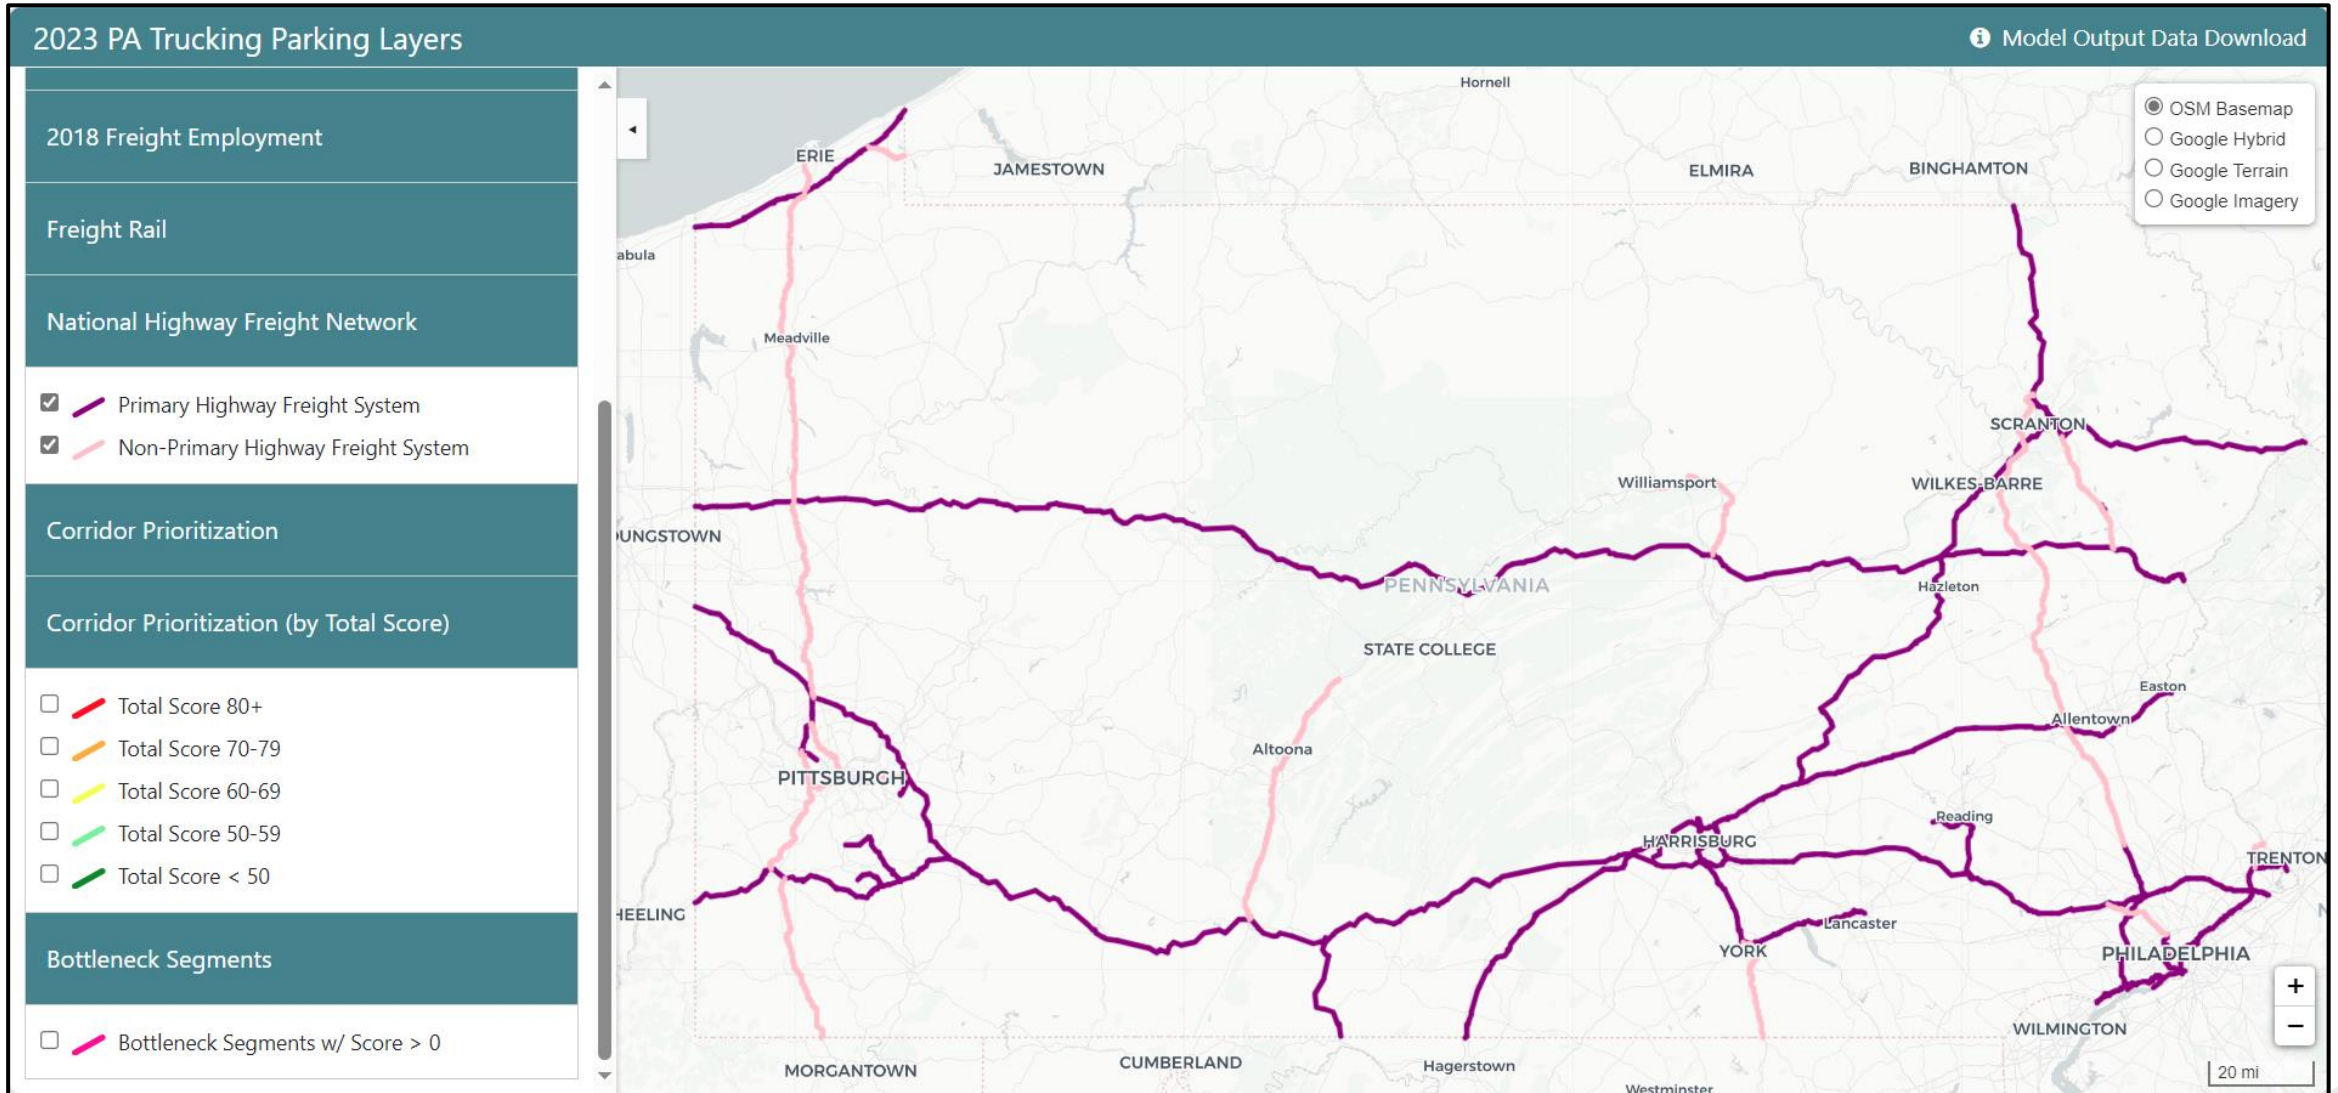 2023 PA Trucking Parking Layers
Model Output Data Download
2018 Freight Employment
Freight Rail
National Highway Freight Network
Primary Highway Freight System
Non-Primary Highway Freight System
Corridor Prioritization
Corridor Prioritization (by Total Score)
Total Score 80+
Total Score 70-79
Total Score 60-69
Total Score 50-59
Total Score < 50
Bottleneck Segments
Bottleneck Segments w/ Score > 0
OSM Basemap
Google Hybrid
Google Terrain
Google Imagery
Hornell
ERIE
JAMESTOWN
ELMIRA
BINGHAMTON
abula
Meadville
SCRANTON
Williamsport
WILKES-BARRE
UNGSTOWN
PENNSYLVANIA
Hazleton
STATE COLLEGE
Easton
Allentown
Altoona
PITTSBURGH
Reading
HARRISBURG
TRENTON
HEELING
Lancaster
YORK
PHILADELPHIA
WILMINGTON
CUMBERLAND
Hagerstown
MORGANTOWN
Westminster
+
−
20 mi